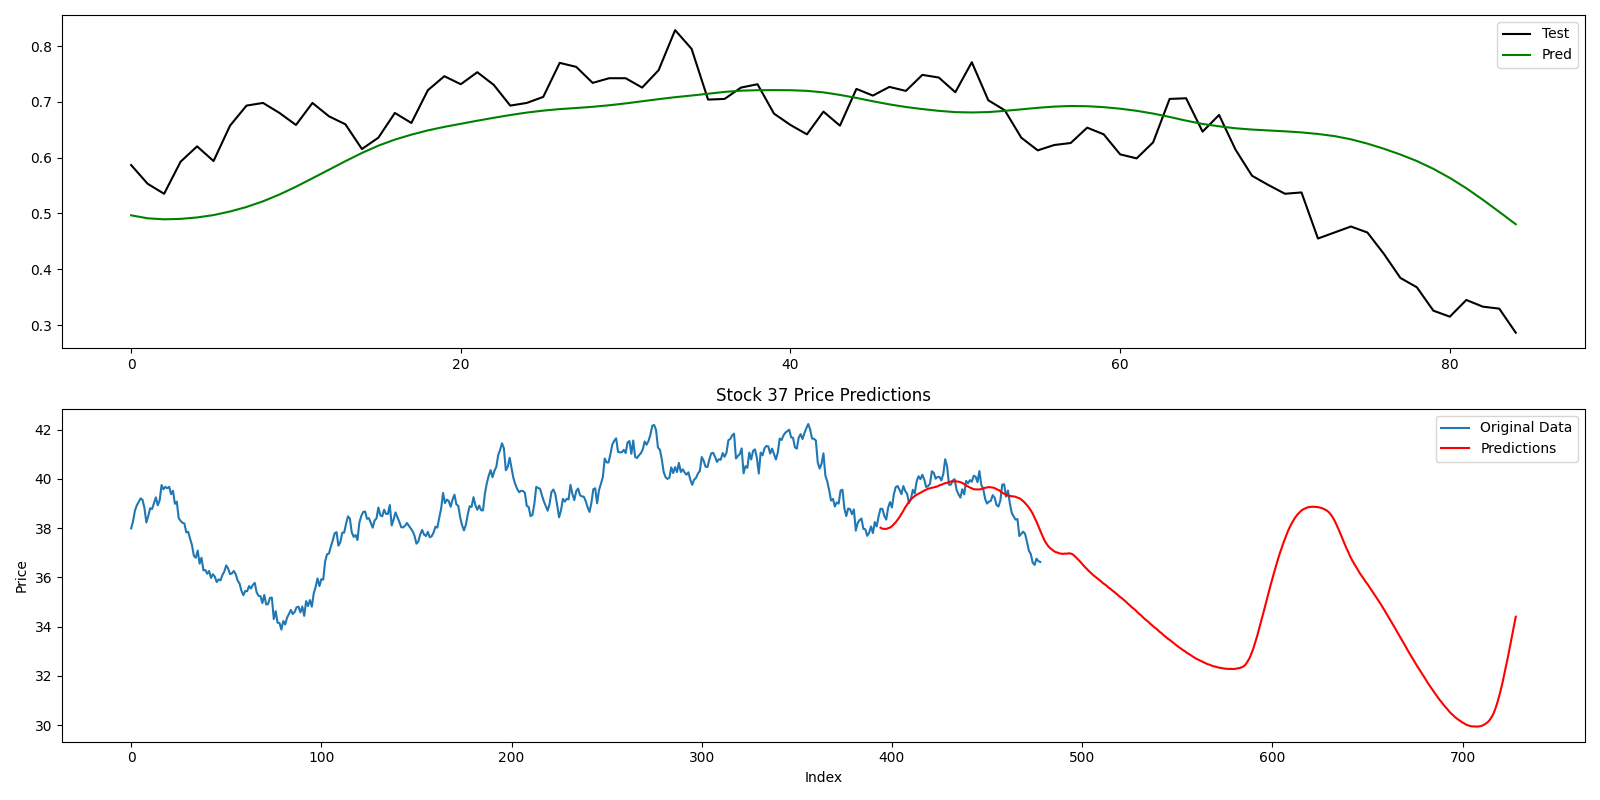 0.8
0.7
0.6
0.5
0.4
0.3
Test
Pred
0 20 40 60 80
Stock 37 Price Predictions
Price
42
40
38
36
34
32
30
Original Data
Predictions
0 100 200 300 400 500 600 700
Index